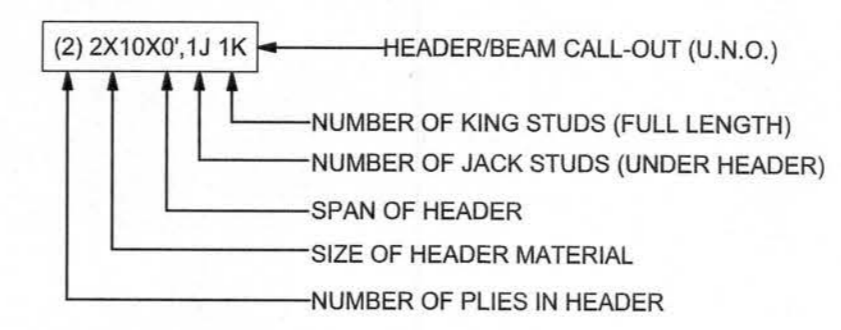 (2) 2X10X0',1J 1K
HEADER/BEAM CALL-OUT (U.N.O.)
NUMBER OF KING STUDS (FULL LENGTH)
NUMBER OF JACK STUDS (UNDER HEADER)
SPAN OF HEADER
SIZE OF HEADER MATERIAL
NUMBER OF PLIES IN HEADER